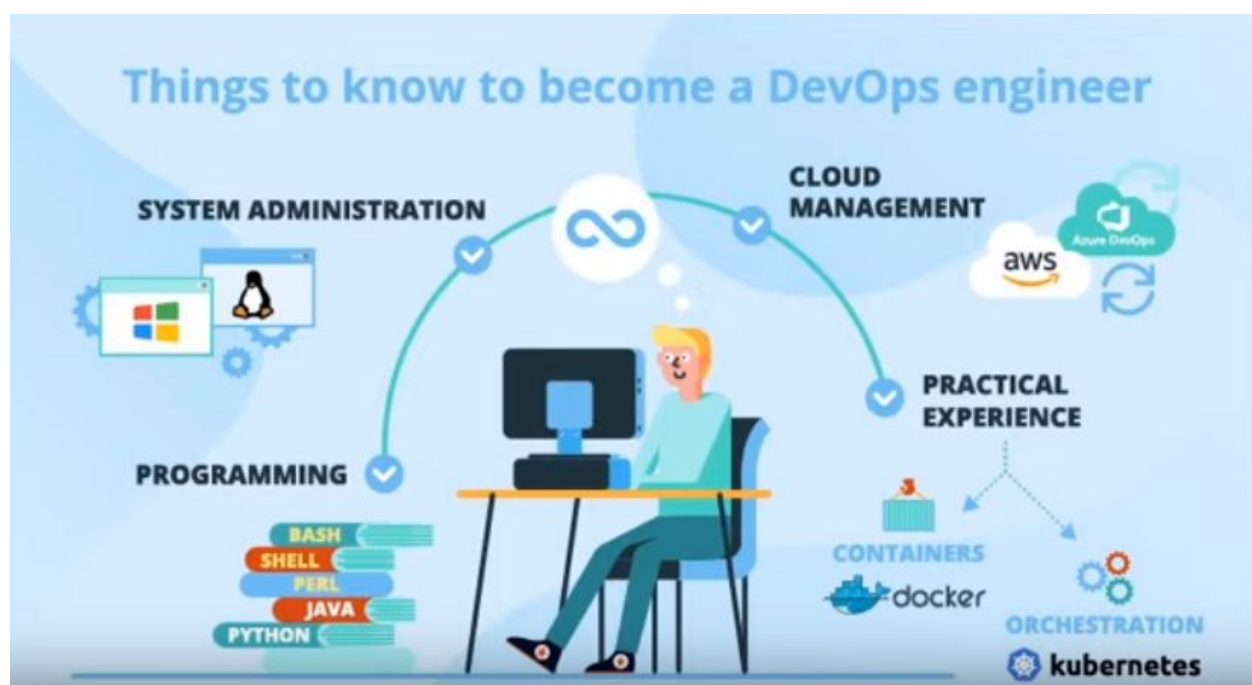 Things to know to become a DevOps engineer
SYSTEM ADMINISTRATION
CLOUD
MANAGEMENT
aws
Azure DevOps
PROGRAMMING
BASH
SHELL
PERL
JAVA
PYTHON
PRACTICAL
EXPERIENCE
CONTAINERS
docker
ORCHESTRATION
kubernetes